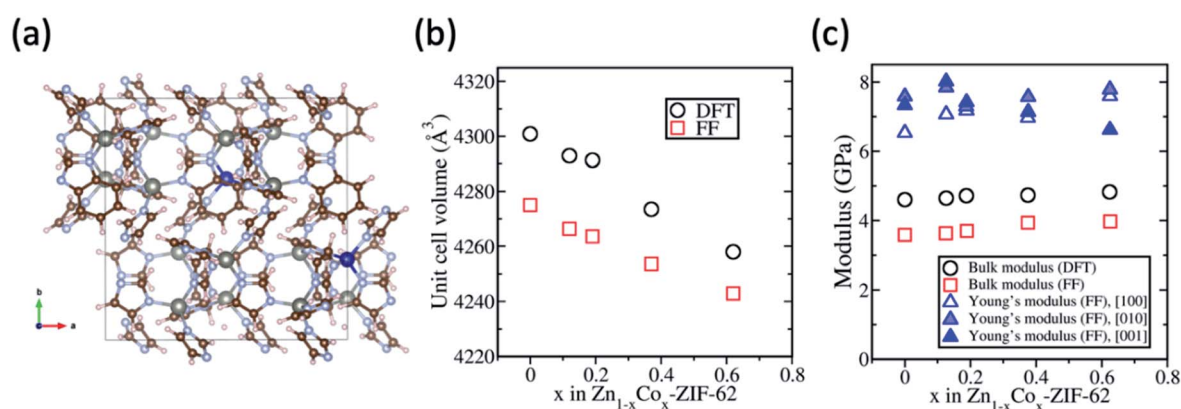 (a)
b
a
(b)
Unit cell volume (Å³)
4320
4300
4280
4260
4240
4220
DFT
FF
0
0.2
0.4
0.6
0.8
x in Zn₁₋ₓCoₓ-ZIF-62
(c)
Modulus (GPa)
8
6
4
2
0
Bulk modulus (DFT)
Bulk modulus (FF)
Young's modulus (FF), [100]
Young's modulus (FF), [010]
Young's modulus (FF), [001]
0
0.2
0.4
0.6
0.8
x in Zn₁₋ₓCoₓ-ZIF-62